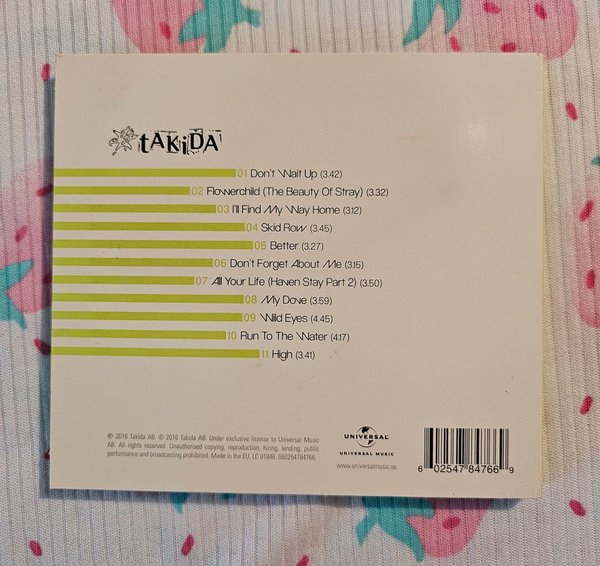 tAKiDA
01 Don't Wait Up (3.42)
02 Flowerchild (The Beauty Of Stray) (3.32)
03 I'll Find My Way Home (3.12)
04 Skid Row (3.45)
05 Better (3.27)
06 Don't Forget About Me (3.15)
07 All Your Life (Haven Stay Part 2) (3.50)
08 My Dove (3.59)
09 Wild Eyes (4.45)
10 Run To The Water (4.17)
11 High (3.41)
℗ 2016 Takida AB. © 2016 Takida AB. Under exclusive license to Universal Music
AB. All rights reserved. Unauthorised copying, reproduction, hiring, lending, public
performance and broadcasting prohibited. Made in the EU. LC 01846. 060254784766.
UNIVERSAL
UNIVERSAL MUSIC
www.universalmusic.se
6 02547 84766 9